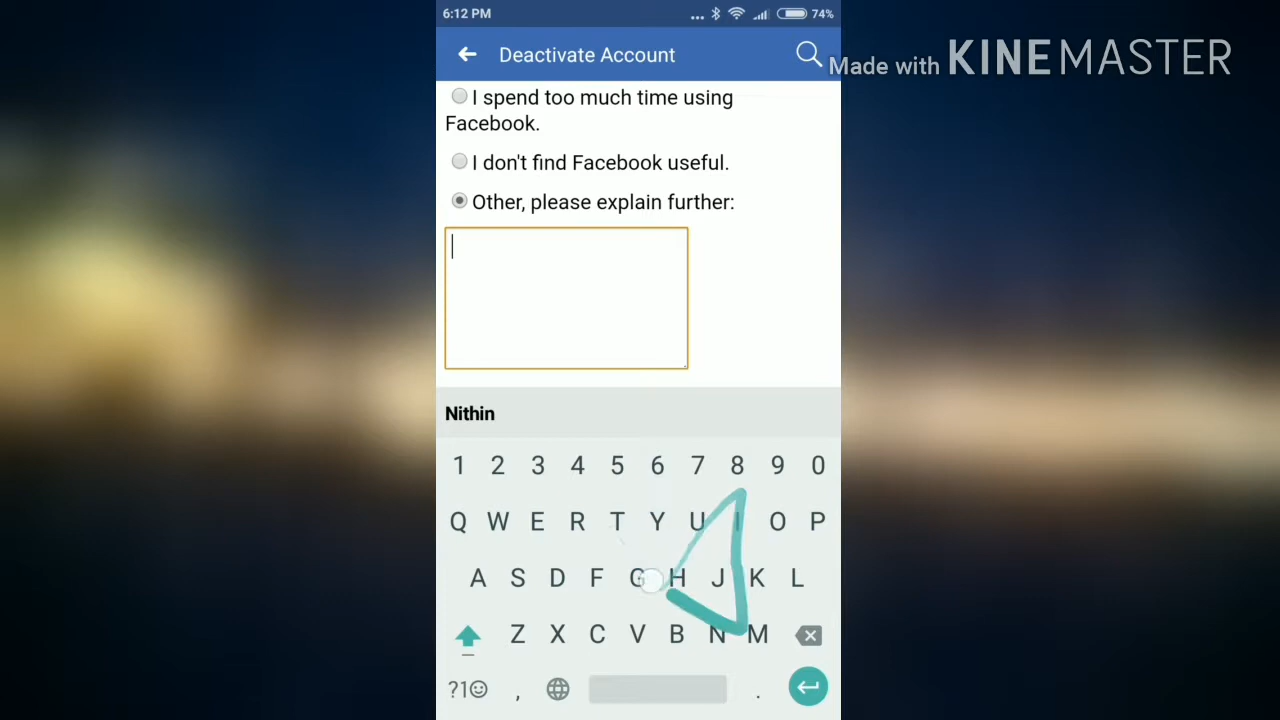 6:12 PM
74%
Deactivate Account
Made with KINEMASTER
I spend too much time using
Facebook.
I don't find Facebook useful.
Other, please explain further:
Nithin
1 2 3 4 5 6 7 8 9 0
Q W E R T Y U I O P
A S D F G H J K L
Z X C V B N M
?1☺ , .